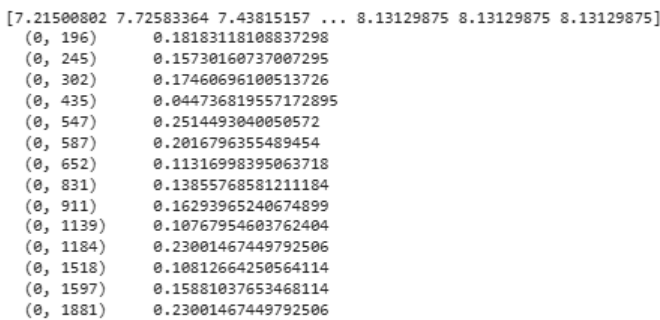 [7.21500802 7.72583364 7.43815157 ... 8.13129875 8.13129875 8.13129875]
(0, 196) 0.18183118108837298
(0, 245) 0.15730160737007295
(0, 302) 0.17460696100513726
(0, 435) 0.044736819557172895
(0, 547) 0.2514493040050572
(0, 587) 0.2016796355489454
(0, 652) 0.11316998395063718
(0, 831) 0.13855768581211184
(0, 911) 0.16293965240674899
(0, 1139) 0.10767954603762404
(0, 1184) 0.23001467449792506
(0, 1518) 0.10812664250564114
(0, 1597) 0.15881037653468114
(0, 1881) 0.23001467449792506